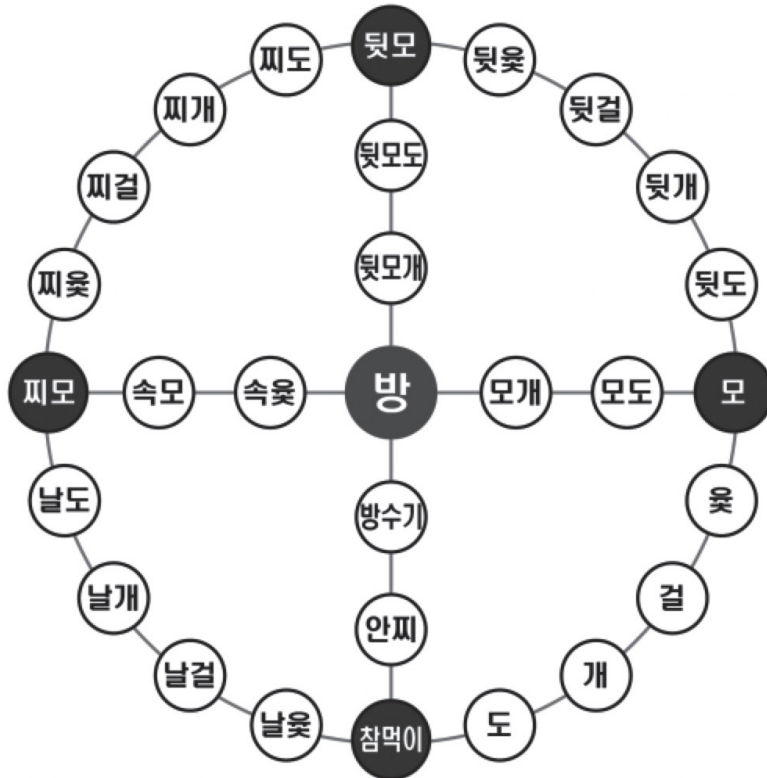 뒷모
찌도
뒷윷
찌개
뒷걸
뒷모도
찌걸
뒷개
뒷모개
찌윷
뒷도
찌모
속모
속윷
방
모개
모도
모
날도
윷
방수기
날개
걸
안찌
날걸
개
날윷
참먹이
도